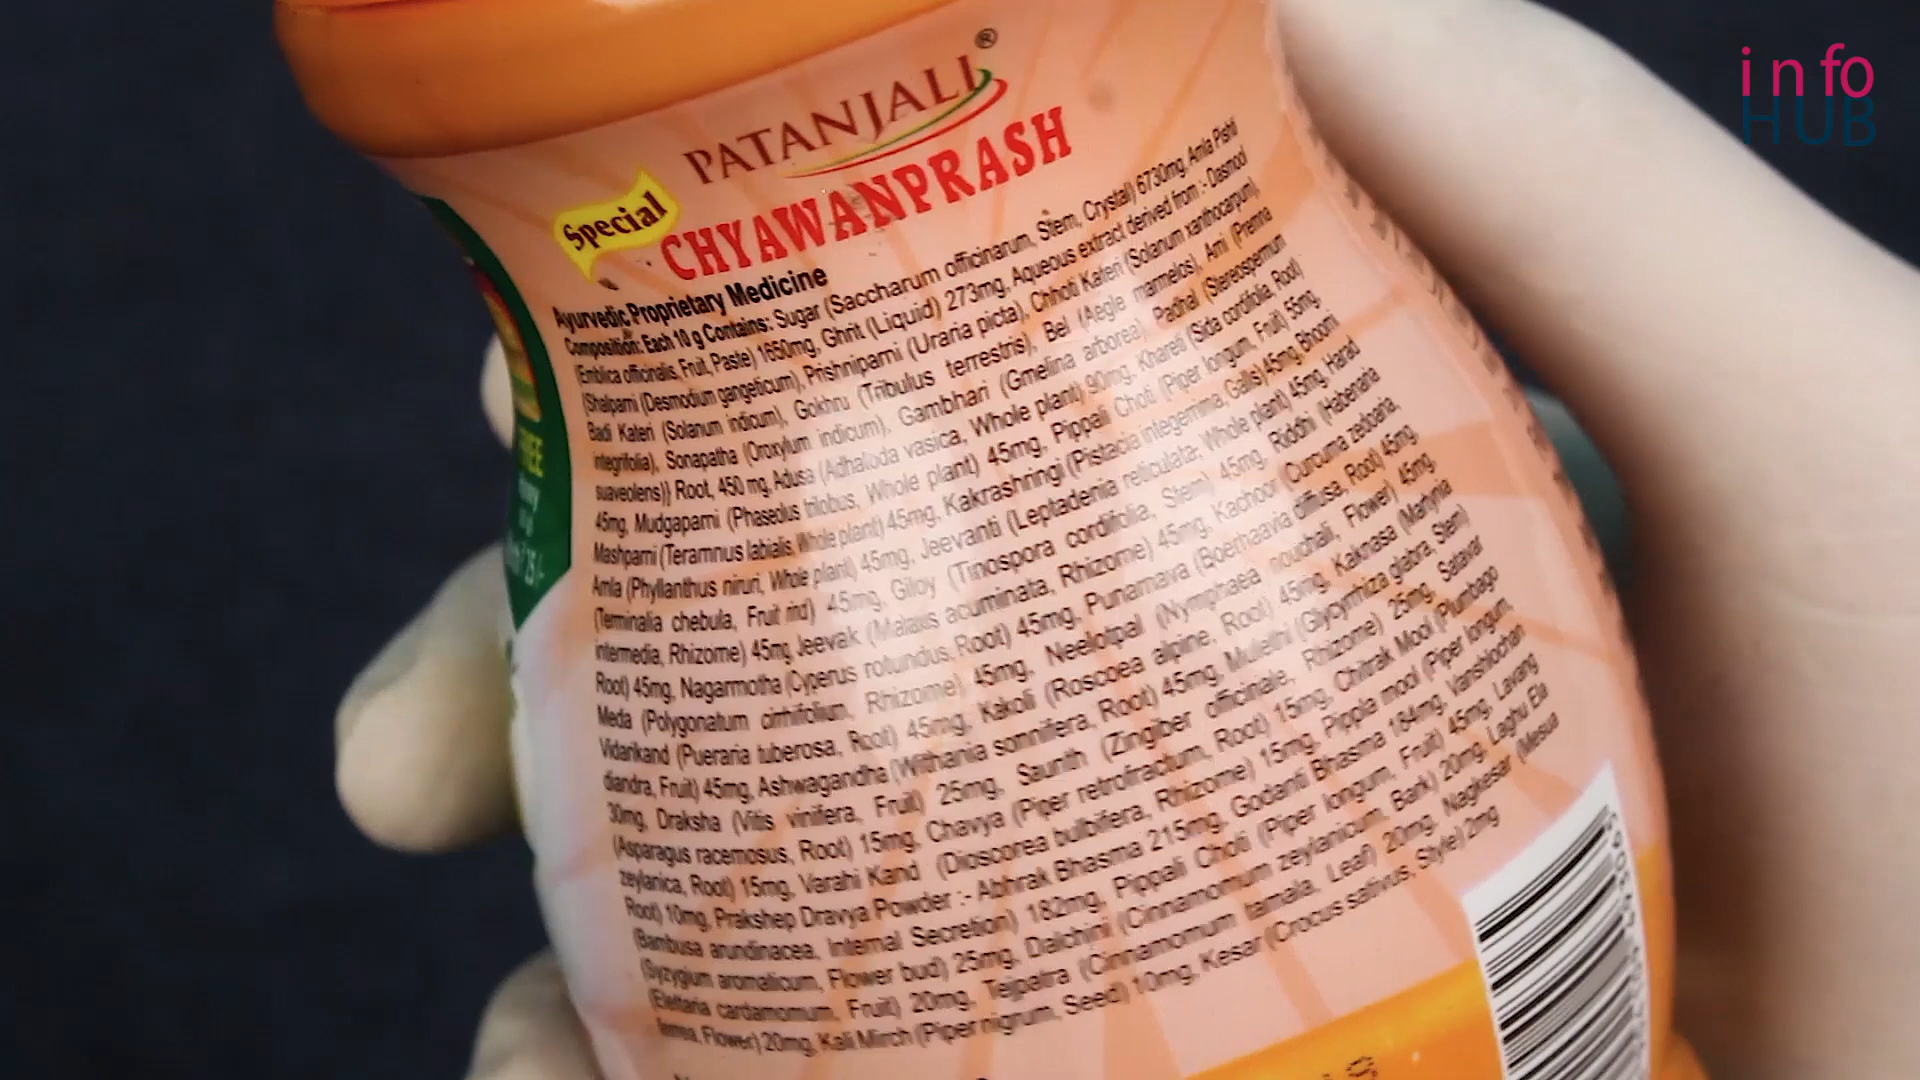 info
HUB
PATANJALI®
Special
CHYAWANPRASH
Ayurvedic Proprietary Medicine
Composition: Each 10 g Contains: Sugar (Saccharum officinarum, Stem, Crystal) 6730mg, Amla Pishti
(Emblica officinalis, Fruit, Paste) 1650mg, Ghrit (Liquid) 273mg, Aqueous extract derived from :- Dasmool
(Shalparni (Desmodium gangeticum), Prishniparni (Uraria picta), Chhoti Kateri (Solanum xanthocarpum),
Badi Kateri (Solanum indicum), Gokhru (Tribulus terrestris), Bel (Aegle marmelos), Arni (Premna
integrifolia), Sonapatha (Oroxylum indicum), Gambhari (Gmelina arborea), Padhal (Stereospermun
suaveolens)) Root, 450 mg, Adusa (Adhatoda vasica, Whole plant) 90mg, Khareti (Sida cordifolia, Root)
45mg, Mudgaparni (Phaseolus trilobus, Whole plant) 45mg, Pippali Choti (Piper longum, Fruit) 55mg,
Mashparni (Teramnus labialis, Whole plant) 45mg, Kakrashringi (Pistacia integerrima, Galls) 45mg, Bhoomi
Amla (Phyllanthus niruri, Whole plant) 45mg, Jeevanti (Leptadenia reticulata, Whole plant) 45mg, Harad
(Terminalia chebula, Fruit rind) 45mg, Giloy (Tinospora cordifolia, Stem) 45mg, Riddhi (Habenaria
intermedia, Rhizome) 45mg, Jeevak (Malaxis acuminata, Rhizome) 45mg, Kachoor (Curcuma zedoaria,
Root) 45mg, Nagarmotha (Cyperus rotundus, Root) 45mg, Punarnava (Boerhaavia diffusa, Root) 45mg,
Meda (Polygonatum cirrhifolium, Rhizome) 45mg, Neelotpal (Nymphaea nouchali, Flower) 45mg,
Vidarikand (Pueraria tuberosa, Root) 45mg, Kakoli (Roscoea alpine, Root) 45mg, Kaknasa (Martynia
diandra, Fruit) 45mg, Ashwagandha (Withania somnifera, Root) 45mg, Mulethi (Glycyrrhiza glabra, Stem)
30mg, Draksha (Vitis vinifera, Fruit) 25mg, Saunth (Zingiber officinale, Rhizome) 25mg, Satavar
(Asparagus racemosus, Root) 15mg, Chavya (Piper retrofractum, Root) 15mg, Chitrak Mool (Plumbago
zeylanica, Root) 15mg, Varahi Kand (Dioscorea bulbifera, Rhizome) 15mg, Pippla mool (Piper longum,
Root) 10mg, Prakshep Dravya Powder :- Abhrak Bhasma 215mg, Godanti Bhasma 184mg, Vanshlochan
(Bambusa arundinacea, Internal Secretion) 182mg, Pippali Choti (Piper longum, Fruit) 45mg, Lavang
(Syzygium aromaticum, Flower bud) 25mg, Dalchini (Cinnamomum zeylanicum, Bark) 20mg, Laghu Ela
(Elettaria cardamomum, Fruit) 20mg, Tejpatra (Cinnamomum tamala, Leaf) 20mg, Nagkesar (Mesua
ferrea, Flower) 20mg, Kali Mirch (Piper nigrum, Seed) 10mg, Kesar (Crocus sativus, Style) 2mg
FREE